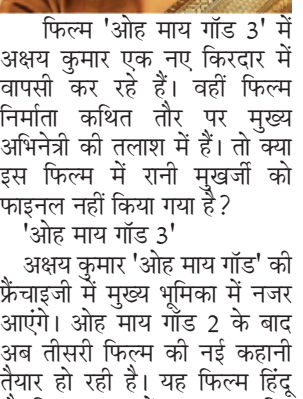 फिल्म 'ओह माय गॉड 3' में
अक्षय कुमार एक नए किरदार में
वापसी कर रहे हैं। वहीं फिल्म
निर्माता कथित तौर पर मुख्य
अभिनेत्री की तलाश में हैं। तो क्या
इस फिल्म में रानी मुखर्जी को
फाइनल नहीं किया गया है?
'ओह माय गॉड 3'
अक्षय कुमार 'ओह माय गॉड' की
फ्रैंचाइजी में मुख्य भूमिका में नजर
आएंगे। ओह माय गॉड 2 के बाद
अब तीसरी फिल्म की नई कहानी
तैयार हो रही है। यह फिल्म हिंदू